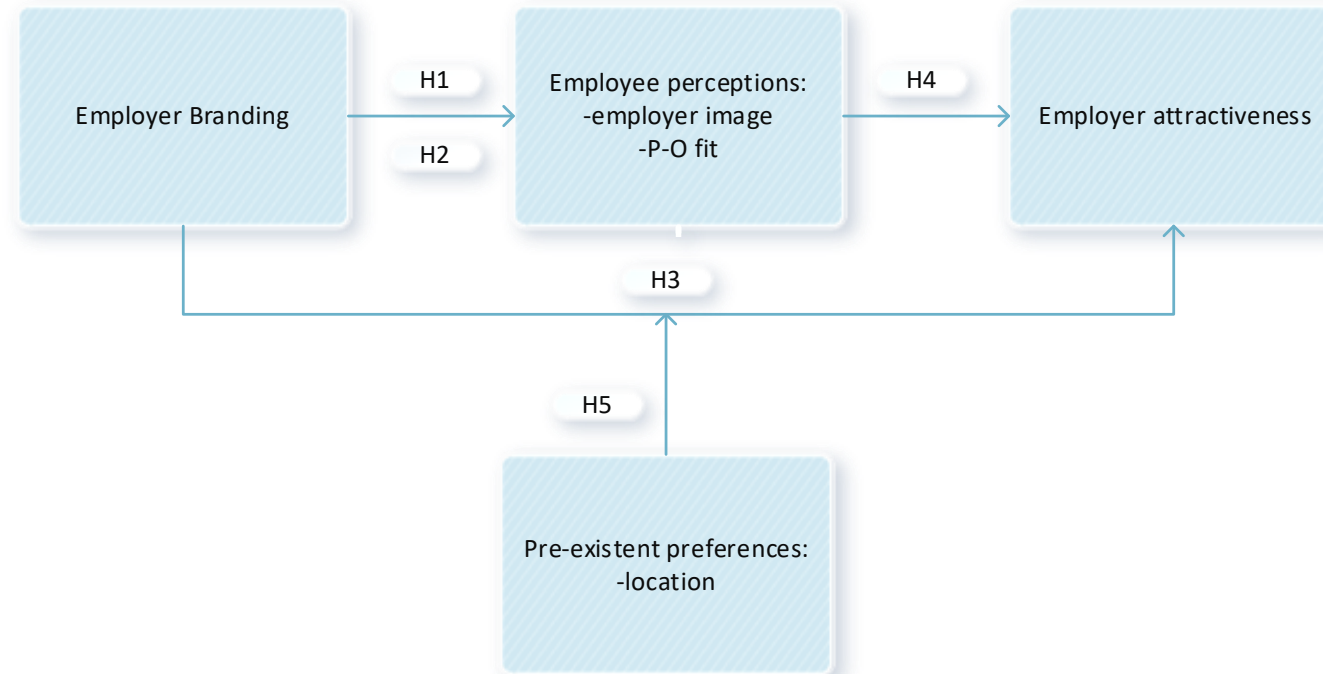 Employer Branding
H1
H2
Employee perceptions:
-employer image
-P-O fit
H4
Employer attractiveness
H3
H5
Pre-existent preferences:
-location